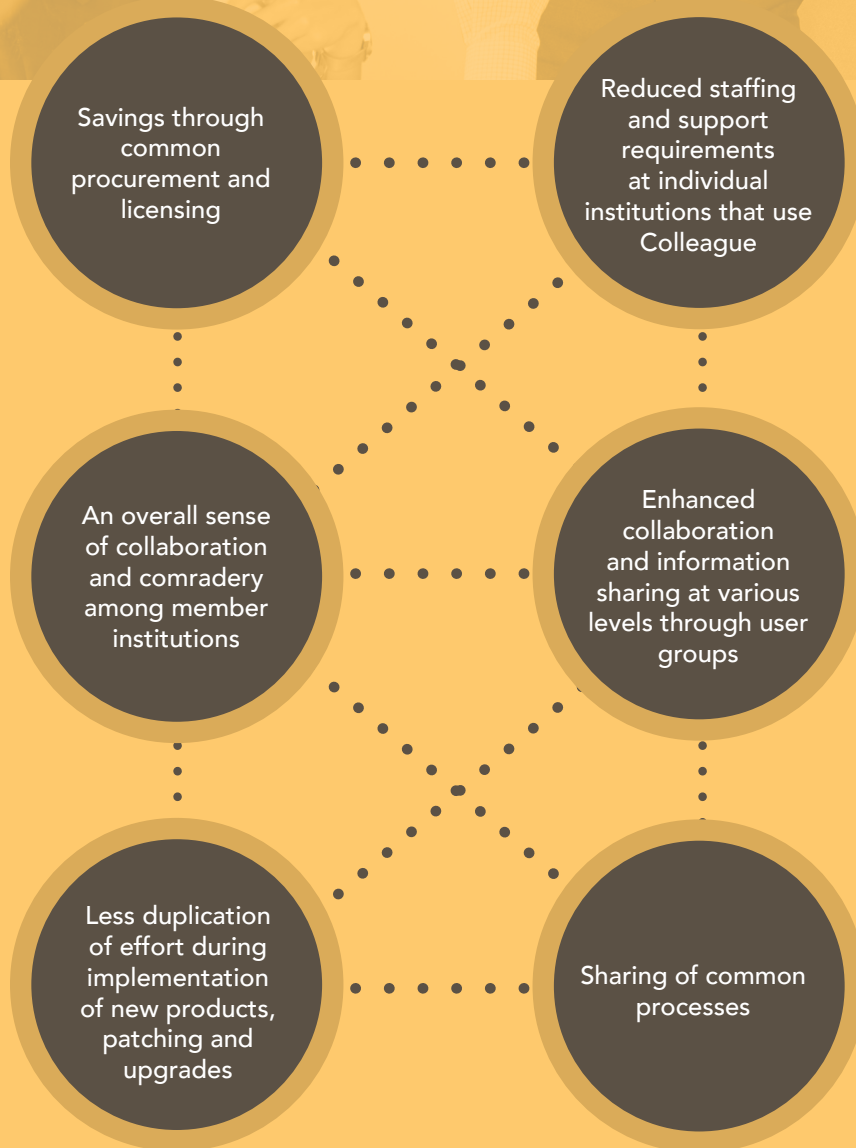 Savings through
common
procurement and
licensing
Reduced staffing
and support
requirements
at individual
institutions that use
Colleague
An overall sense
of collaboration
and comradery
among member
institutions
Enhanced
collaboration
and information
sharing at various
levels through user
groups
Less duplication
of effort during
implementation
of new products,
patching and
upgrades
Sharing of common
processes